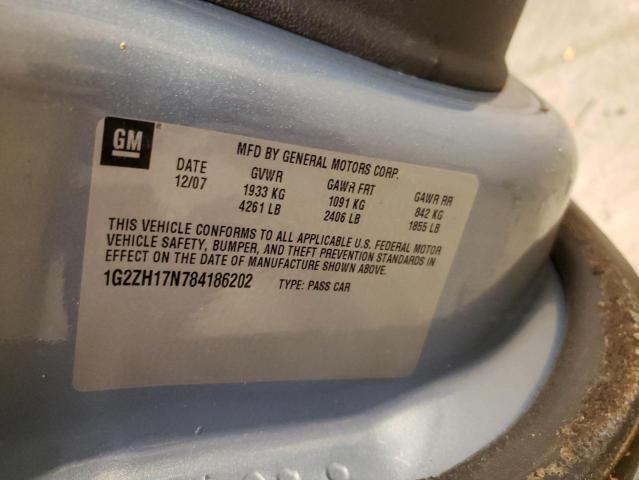 GM
MFD BY GENERAL MOTORS CORP.
DATE GVWR GAWR FRT GAWR RR
12/07 1933 KG 1091 KG 842 KG
4261 LB 2406 LB 1855 LB
THIS VEHICLE CONFORMS TO ALL APPLICABLE U.S. FEDERAL MOTOR
VEHICLE SAFETY, BUMPER, AND THEFT PREVENTION STANDARDS IN
EFFECT ON THE DATE OF MANUFACTURE SHOWN ABOVE.
1G2ZH17N784186202 TYPE: PASS CAR